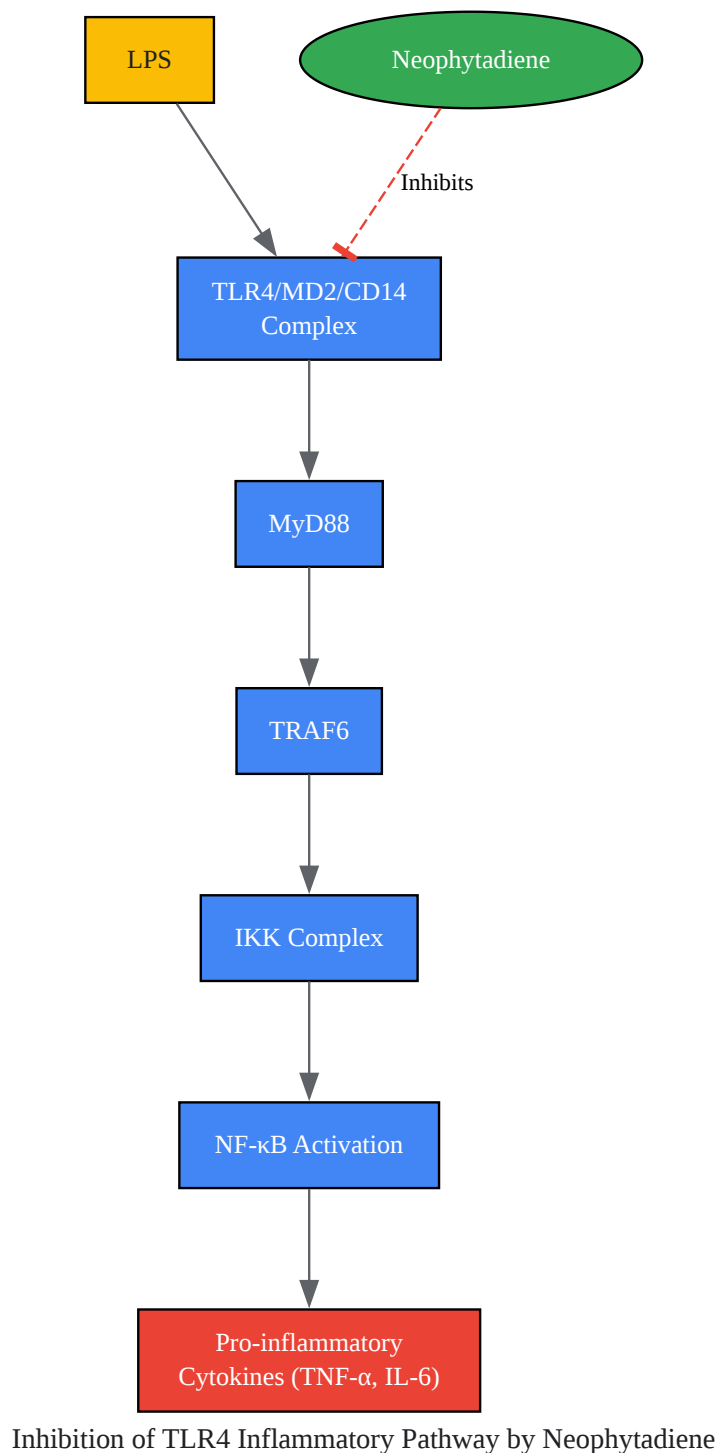 LPS
Neophytadiene
Inhibits
TLR4/MD2/CD14
Complex
MyD88
TRAF6
IKK Complex
NF-κB Activation
Pro-inflammatory
Cytokines (TNF-α, IL-6)
Inhibition of TLR4 Inflammatory Pathway by Neophytadiene